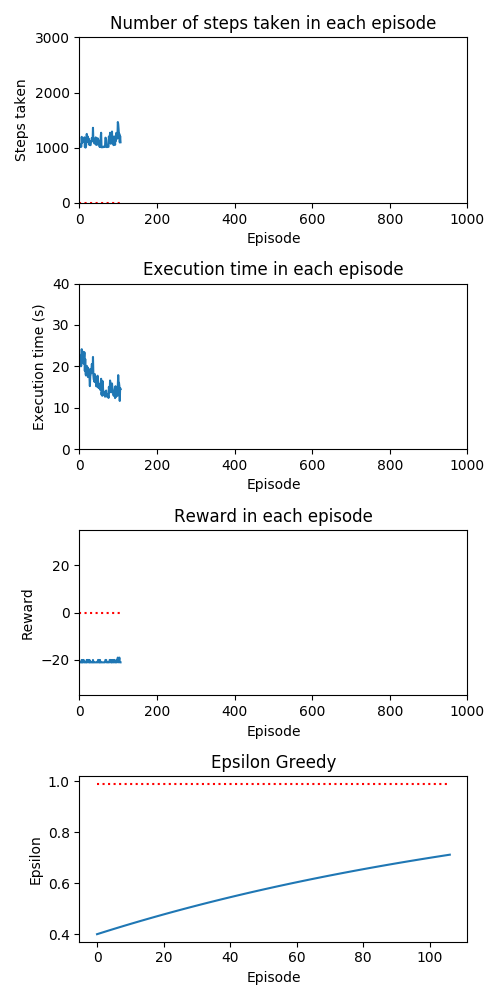 Number of steps taken in each episode
3000
2000
1000
0
Steps taken
0 200 400 600 800 1000
Episode
Execution time in each episode
40
30
20
10
0
Execution time (s)
0 200 400 600 800 1000
Episode
Reward in each episode
20
0
−20
Reward
0 200 400 600 800 1000
Episode
Epsilon Greedy
1.0
0.8
0.6
0.4
Epsilon
0 20 40 60 80 100
Episode